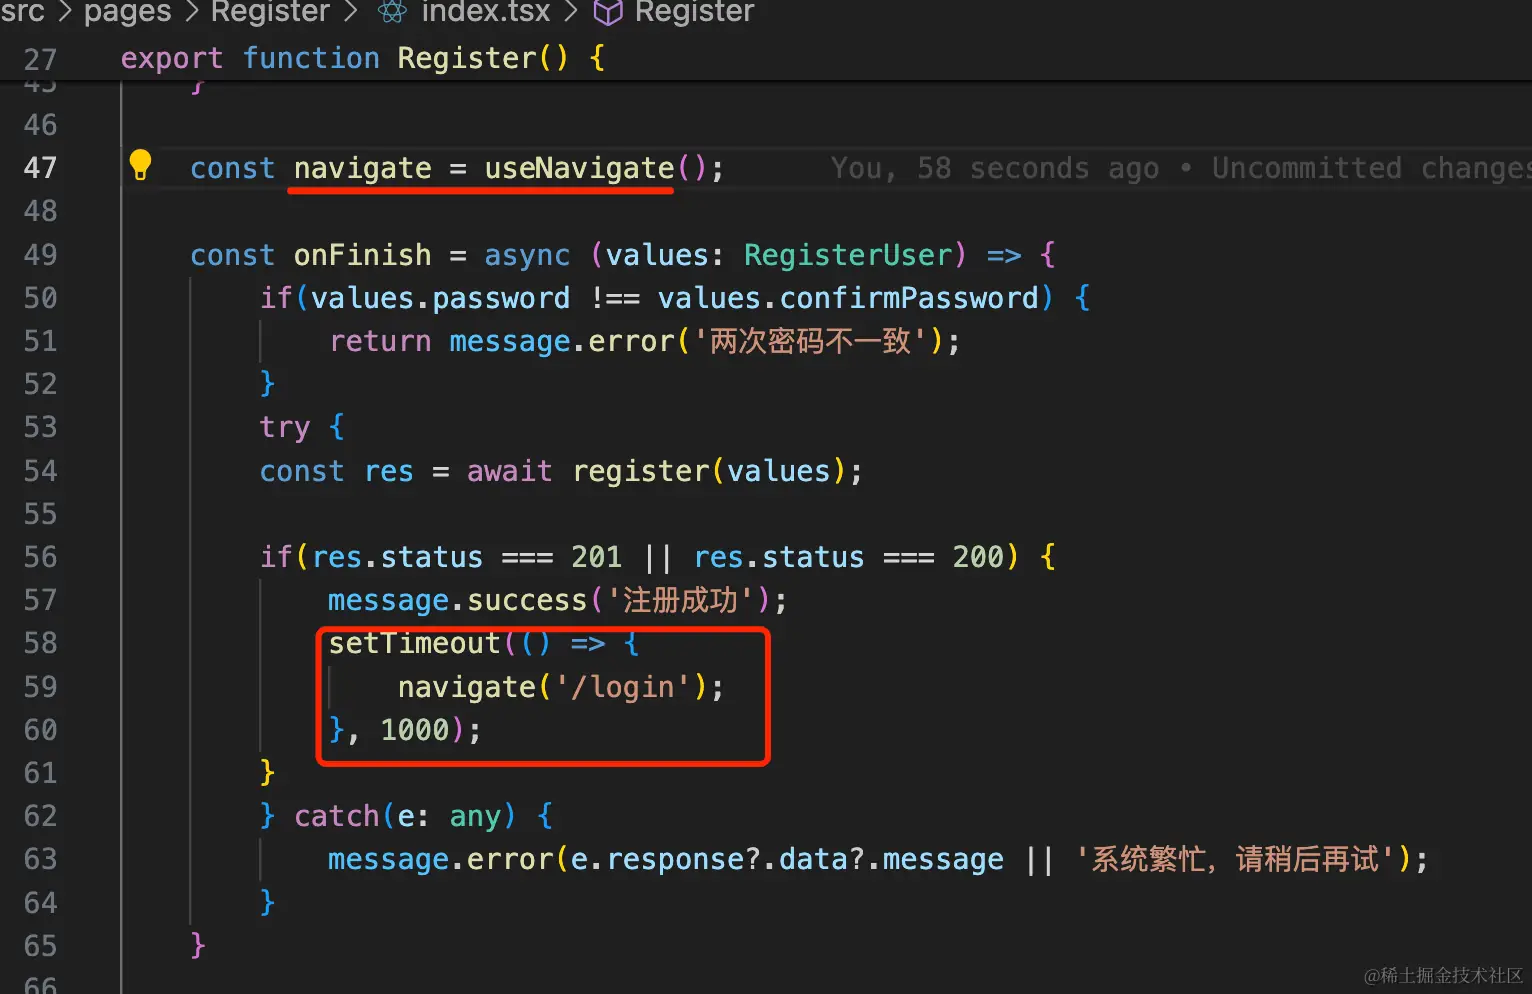 src > pages > Register > index.tsx > Register
27 export function Register() {
45 }
46
47 const navigate = useNavigate(); You, 58 seconds ago • Uncommitted changes
48
49 const onFinish = async (values: RegisterUser) => {
50 if(values.password !== values.confirmPassword) {
51 return message.error('两次密码不一致');
52 }
53 try {
54 const res = await register(values);
55
56 if(res.status === 201 || res.status === 200) {
57 message.success('注册成功');
58 setTimeout(() => {
59 navigate('/login');
60 }, 1000);
61 }
62 } catch(e: any) {
63 message.error(e.response?.data?.message || '系统繁忙，请稍后再试');
64 }
65 }
66
@稀土掘金技术社区